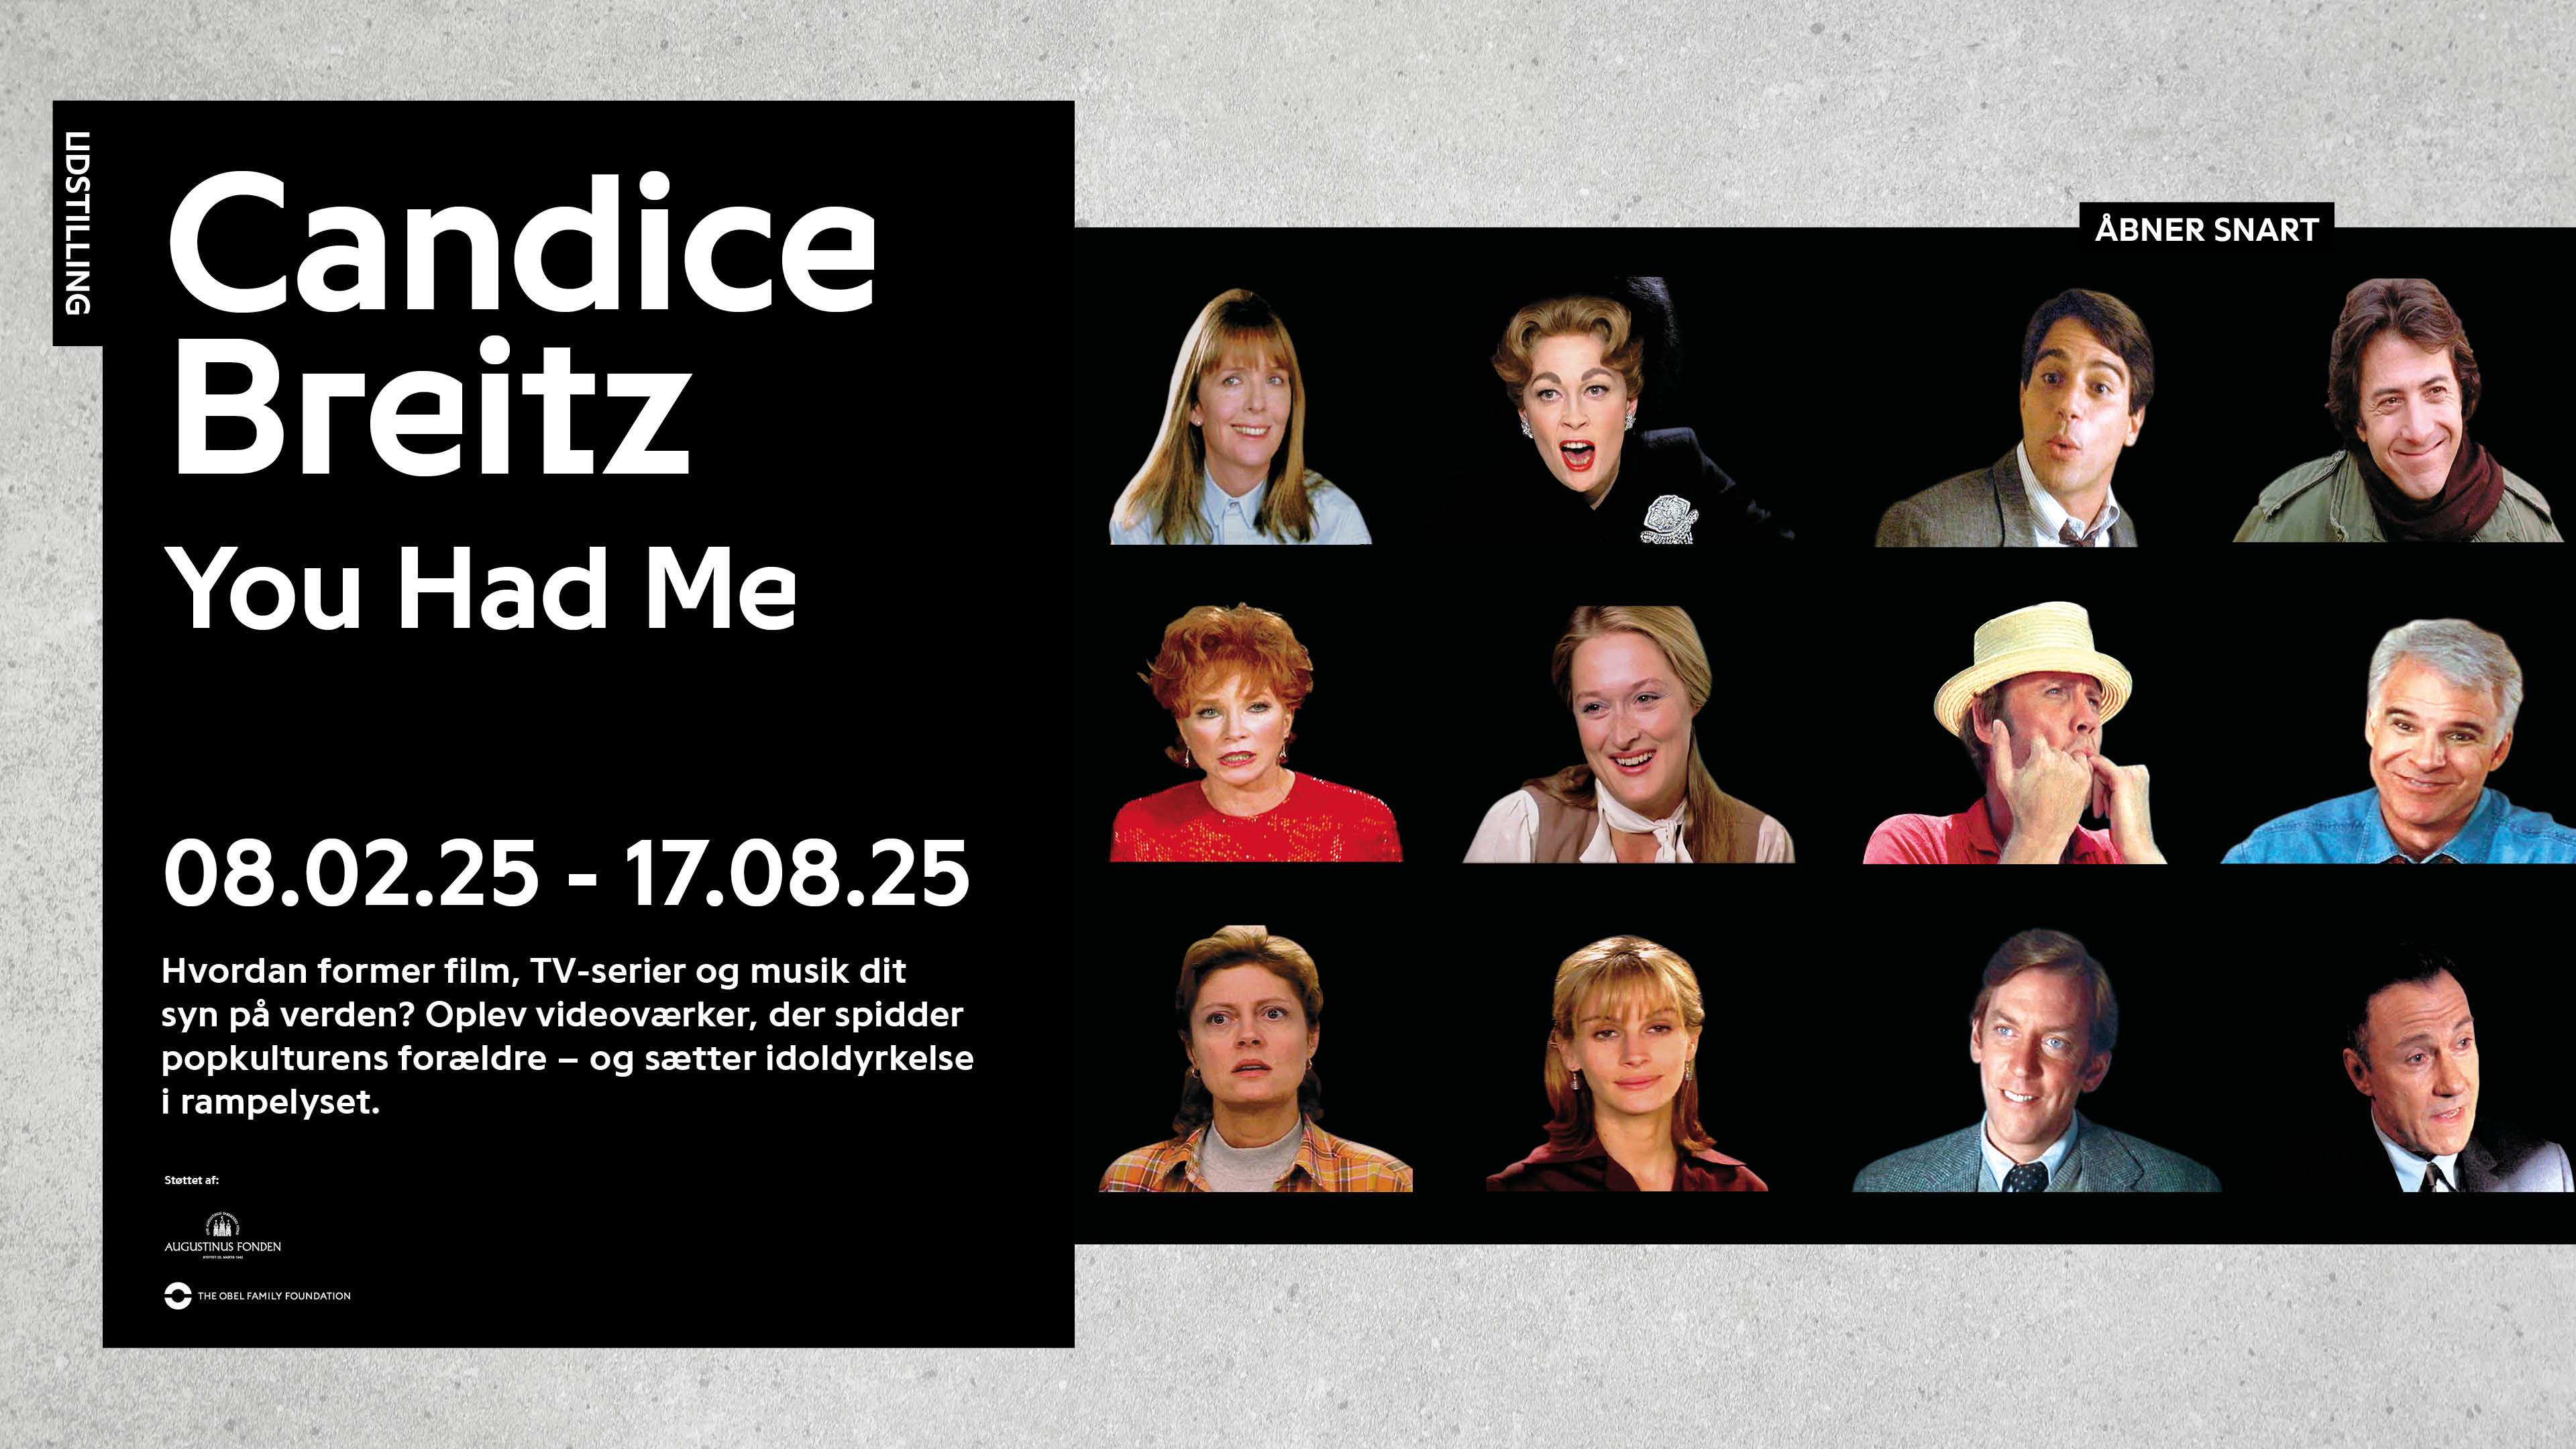 UDSTILLING
Candice
Breitz
You Had Me
08.02.25 - 17.08.25
Hvordan former film, TV-serier og musik dit
syn på verden? Oplev videoværker, der spidder
popkulturens forældre – og sætter idoldyrkelse
i rampelyset.
Støttet af:
AUGUSTINUS FONDEN
THE OBEL FAMILY FOUNDATION
ÅBNER SNART